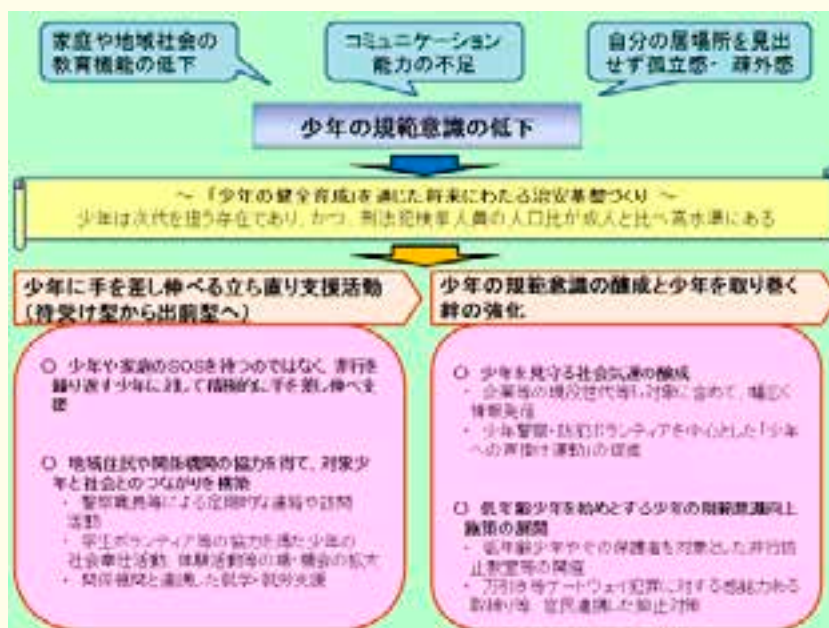 家庭や地域社会の
教育機能の低下
コミュニケーション
能力の不足
自分の居場所を見出
せず孤立感・疎外感
少年の規範意識の低下
～「少年の健全育成」を通じた将来にわたる治安基盤づくり～
少年は次代を担う存在であり、かつ、刑法犯検挙人員の人口比が成人と比べ高水準にある
少年に手を差し伸べる立ち直り支援活動
(待受け型から出前型へ)
少年の規範意識の醸成と少年を取り巻く
絆の強化
○ 少年や家庭のSOSを待つのではなく、非行を
繰り返す少年に対して積極的に手を差し伸べ支
援
○ 地域住民や関係機関の協力を得て、対象少
年と社会とのつながりを構築
・ 警察職員等による定期的な連絡や訪問
活動
・ 学生ボランティア等の協力を得た少年の
社会奉仕活動、体験活動等の場・機会の拡大
・ 関係機関と連携した就学・就労支援
○ 少年を見守る社会気運の醸成
・ 企業等の現役世代等も対象に含めて、幅広く
情報発信
・ 少年警察・防犯ボランティアを中心とした「少年
への声掛け運動」の促進
○ 低年齢少年を始めとする少年の規範意識向上
施策の展開
・ 低年齢少年やその保護者も対象とした非行防
止教室等の開催
・ 万引き等ゲートウェイ犯罪に対する感銘力ある
取締り等、官民連携した抑止対策